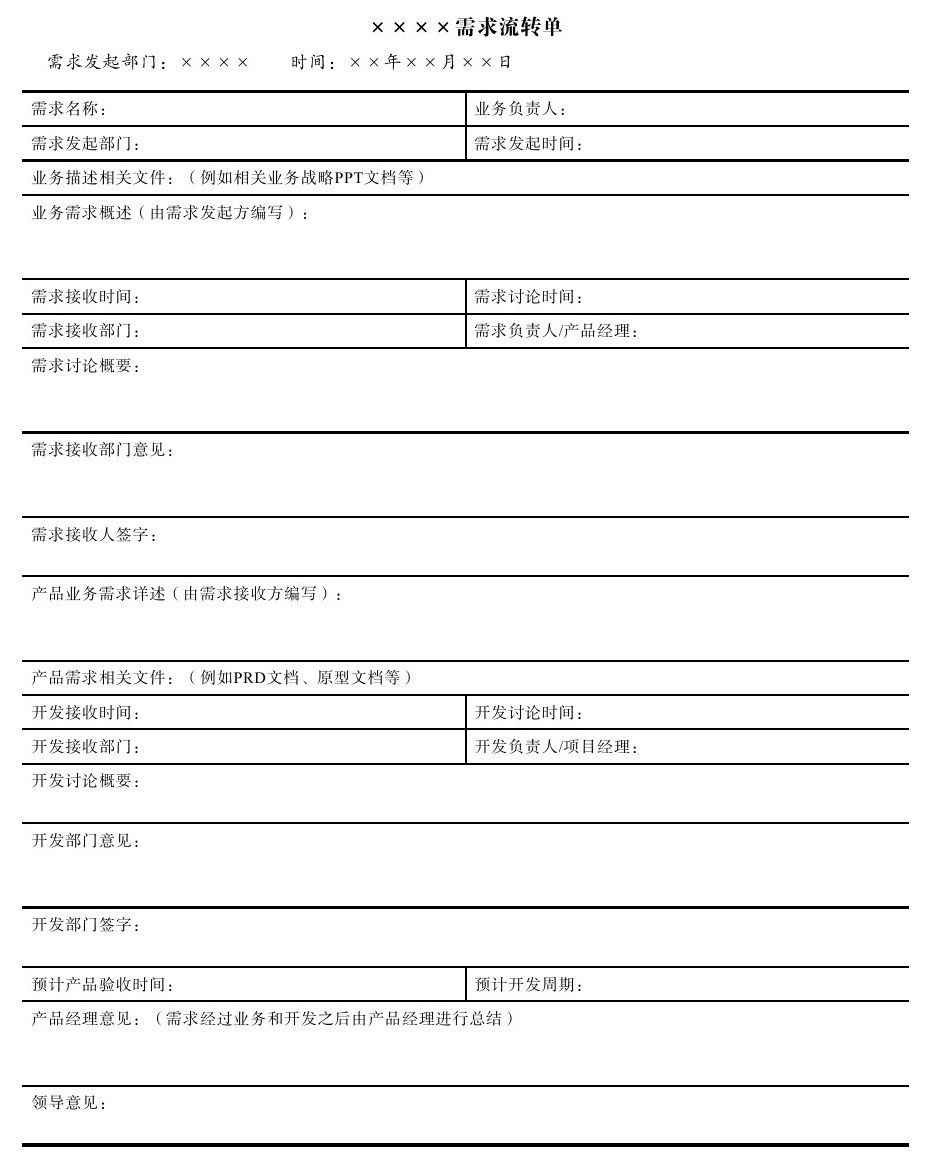 ××××需求流转单
需求发起部门：×××× 时间：××年××月××日
需求名称： 业务负责人：
需求发起部门： 需求发起时间：
业务描述相关文件：（例如相关业务战略PPT文档等）
业务需求概述（由需求发起方编写）：
需求接收时间： 需求讨论时间：
需求接收部门： 需求负责人/产品经理：
需求讨论概要：
需求接收部门意见：
需求接收人签字：
产品业务需求详述（由需求接收方编写）：
产品需求相关文件：（例如PRD文档、原型文档等）
开发接收时间： 开发讨论时间：
开发接收部门： 开发负责人/项目经理：
开发讨论概要：
开发部门意见：
开发部门签字：
预计产品验收时间： 预计开发周期：
产品经理意见：（需求经过业务和开发之后由产品经理进行总结）
领导意见：